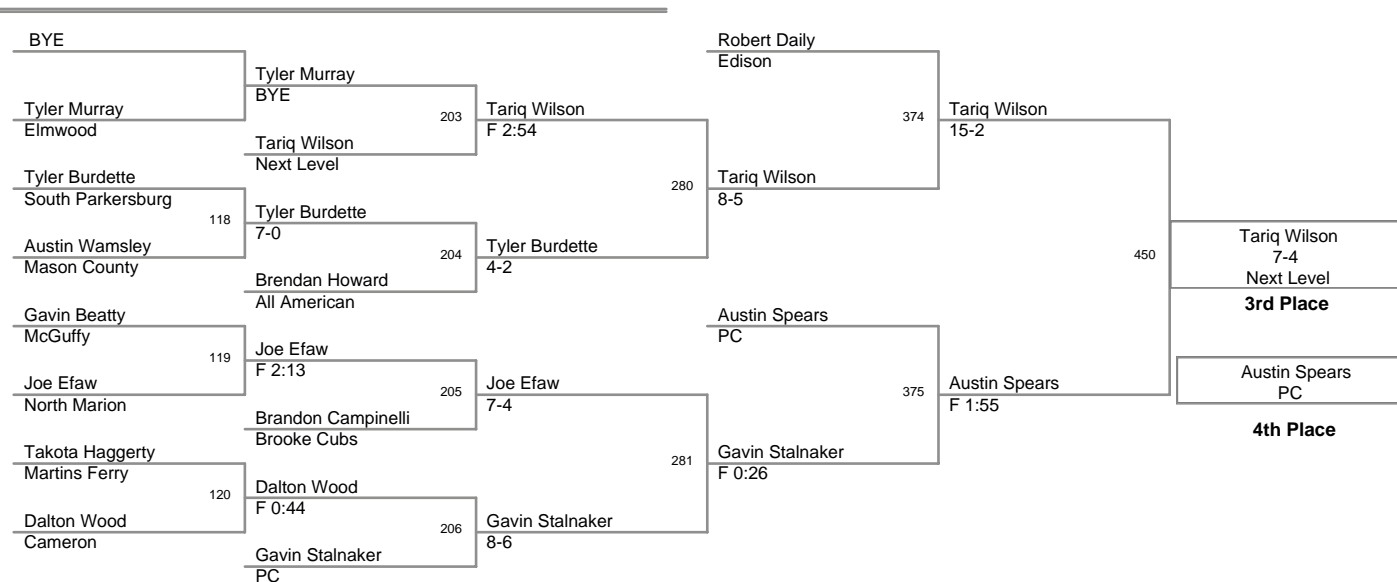 BYE
Tyler Murray
Elmwood
Tyler Burdette
South Parkersburg
118
Austin Wamsley
Mason County
Gavin Beatty
McGuffy
119
Joe Efaw
North Marion
Takota Haggerty
Martins Ferry
120
Dalton Wood
Cameron
Tyler Murray
BYE
203
Tariq Wilson
Next Level
Tyler Burdette
7-0
204
Brendan Howard
All American
Joe Efaw
F 2:13
205
Brandon Campinelli
Brooke Cubs
Dalton Wood
F 0:44
206
Gavin Stalnaker
PC
Tariq Wilson
F 2:54
280
Tyler Burdette
4-2
Joe Efaw
7-4
281
Gavin Stalnaker
8-6
Robert Daily
Edison
374
Tariq Wilson
8-5
Austin Spears
PC
375
Gavin Stalnaker
F 0:26
Tariq Wilson
15-2
450
Austin Spears
F 1:55
Tariq Wilson
7-4
Next Level
3rd Place
Austin Spears
PC
4th Place